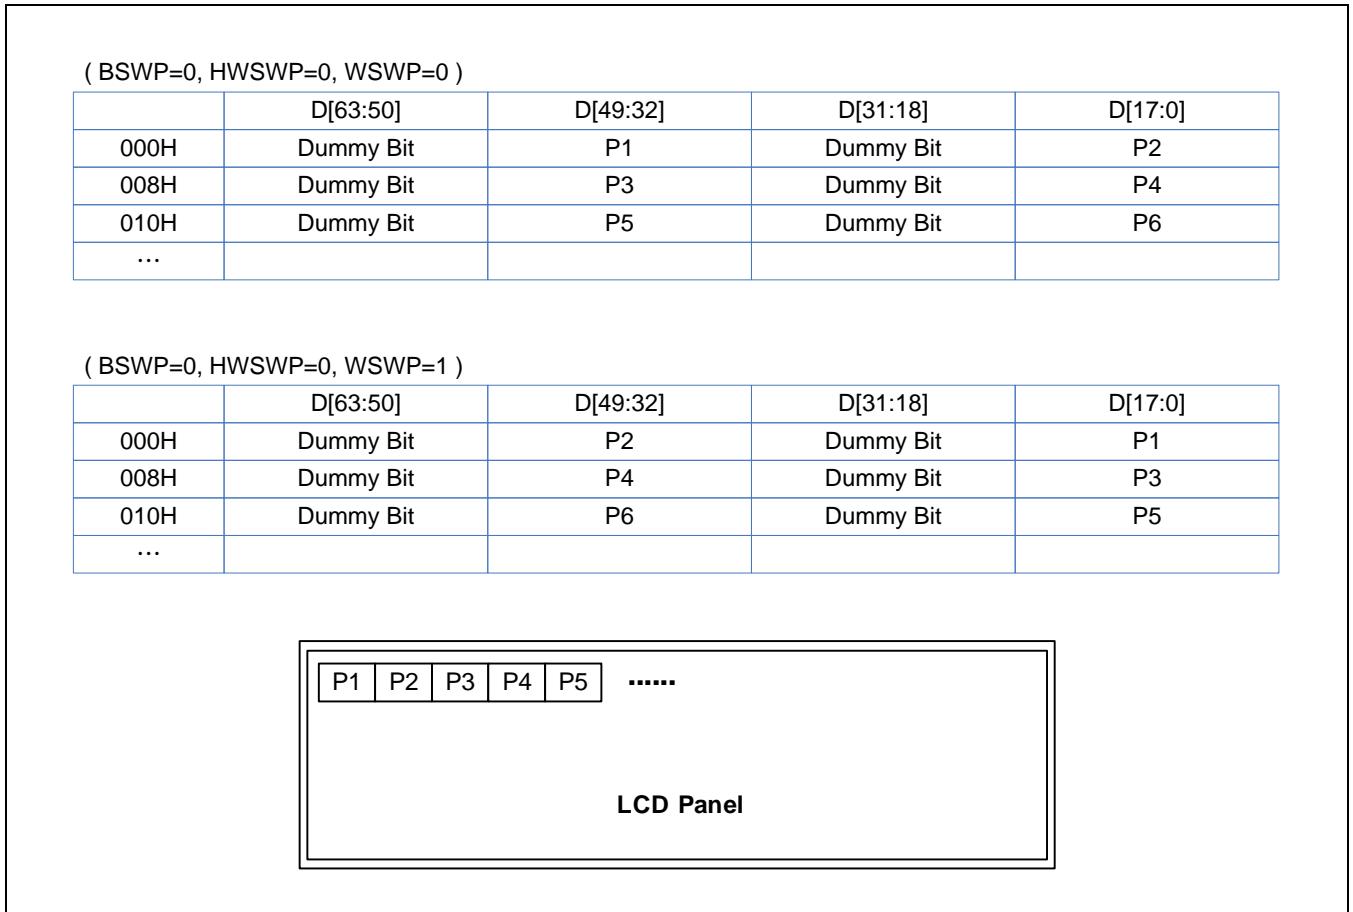 ( BSWP=0, HWSWP=0, WSWP=0 )
D[63:50] D[49:32] D[31:18] D[17:0]
000H Dummy Bit P1 Dummy Bit P2
008H Dummy Bit P3 Dummy Bit P4
010H Dummy Bit P5 Dummy Bit P6
…
( BSWP=0, HWSWP=0, WSWP=1 )
D[63:50] D[49:32] D[31:18] D[17:0]
000H Dummy Bit P2 Dummy Bit P1
008H Dummy Bit P4 Dummy Bit P3
010H Dummy Bit P6 Dummy Bit P5
…
P1 P2 P3 P4 P5 ......
LCD Panel